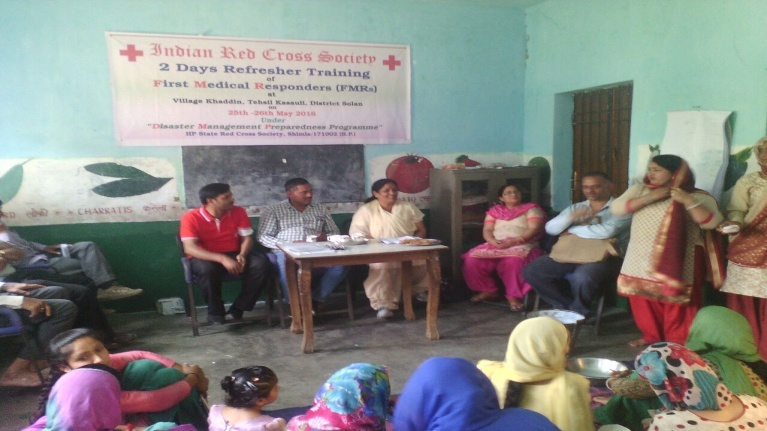 Indian Red Cross Society
2 Days Refresher Training
of
First Medical Responders (FMRs)
at
Village Khaddin, Tehsil Kasauli, District Solan
on
25th -26th May 2016
Under
"Disaster Management Preparedness Programme"
HP State Red Cross Society, Shimla-171002 (H.P.)
CHARRATIS